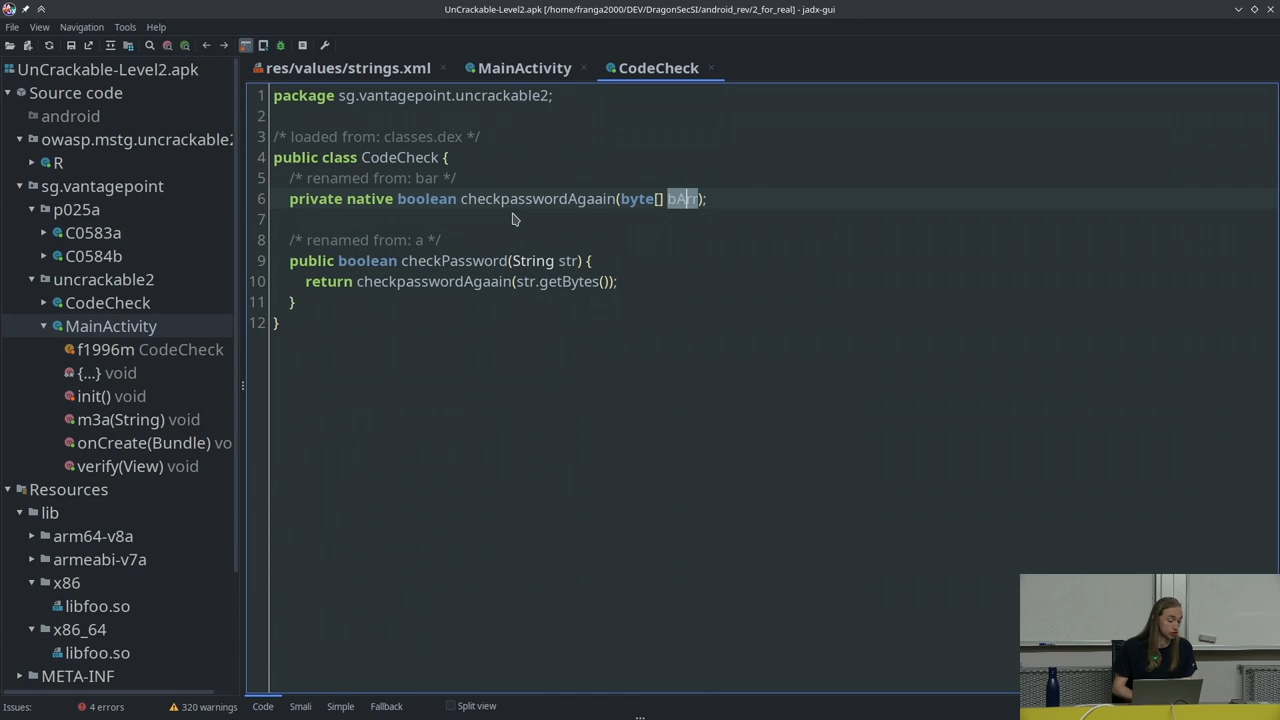 UnCrackable-Level2.apk [/home/franga2000/DEV/DragonSecSI/android_rev/2_for_real] - jadx-gui
File View Navigation Tools Help
UnCrackable-Level2.apk
Source code
android
owasp.mstg.uncrackable2
R
sg.vantagepoint
p025a
C0583a
C0584b
uncrackable2
CodeCheck
MainActivity
f1996m CodeCheck
{...} void
init() void
m3a(String) void
onCreate(Bundle) vo
verify(View) void
Resources
lib
arm64-v8a
armeabi-v7a
x86
libfoo.so
x86_64
libfoo.so
META-INF
res/values/strings.xml × MainActivity × CodeCheck ×
1 package sg.vantagepoint.uncrackable2;
2
3 /* loaded from: classes.dex */
4 public class CodeCheck {
5 /* renamed from: bar */
6 private native boolean checkpasswordAgaain(byte[] bArr);
7
8 /* renamed from: a */
9 public boolean checkPassword(String str) {
10 return checkpasswordAgaain(str.getBytes());
11 }
12 }
Issues: 4 errors 320 warnings Code Smali Simple Fallback Split view